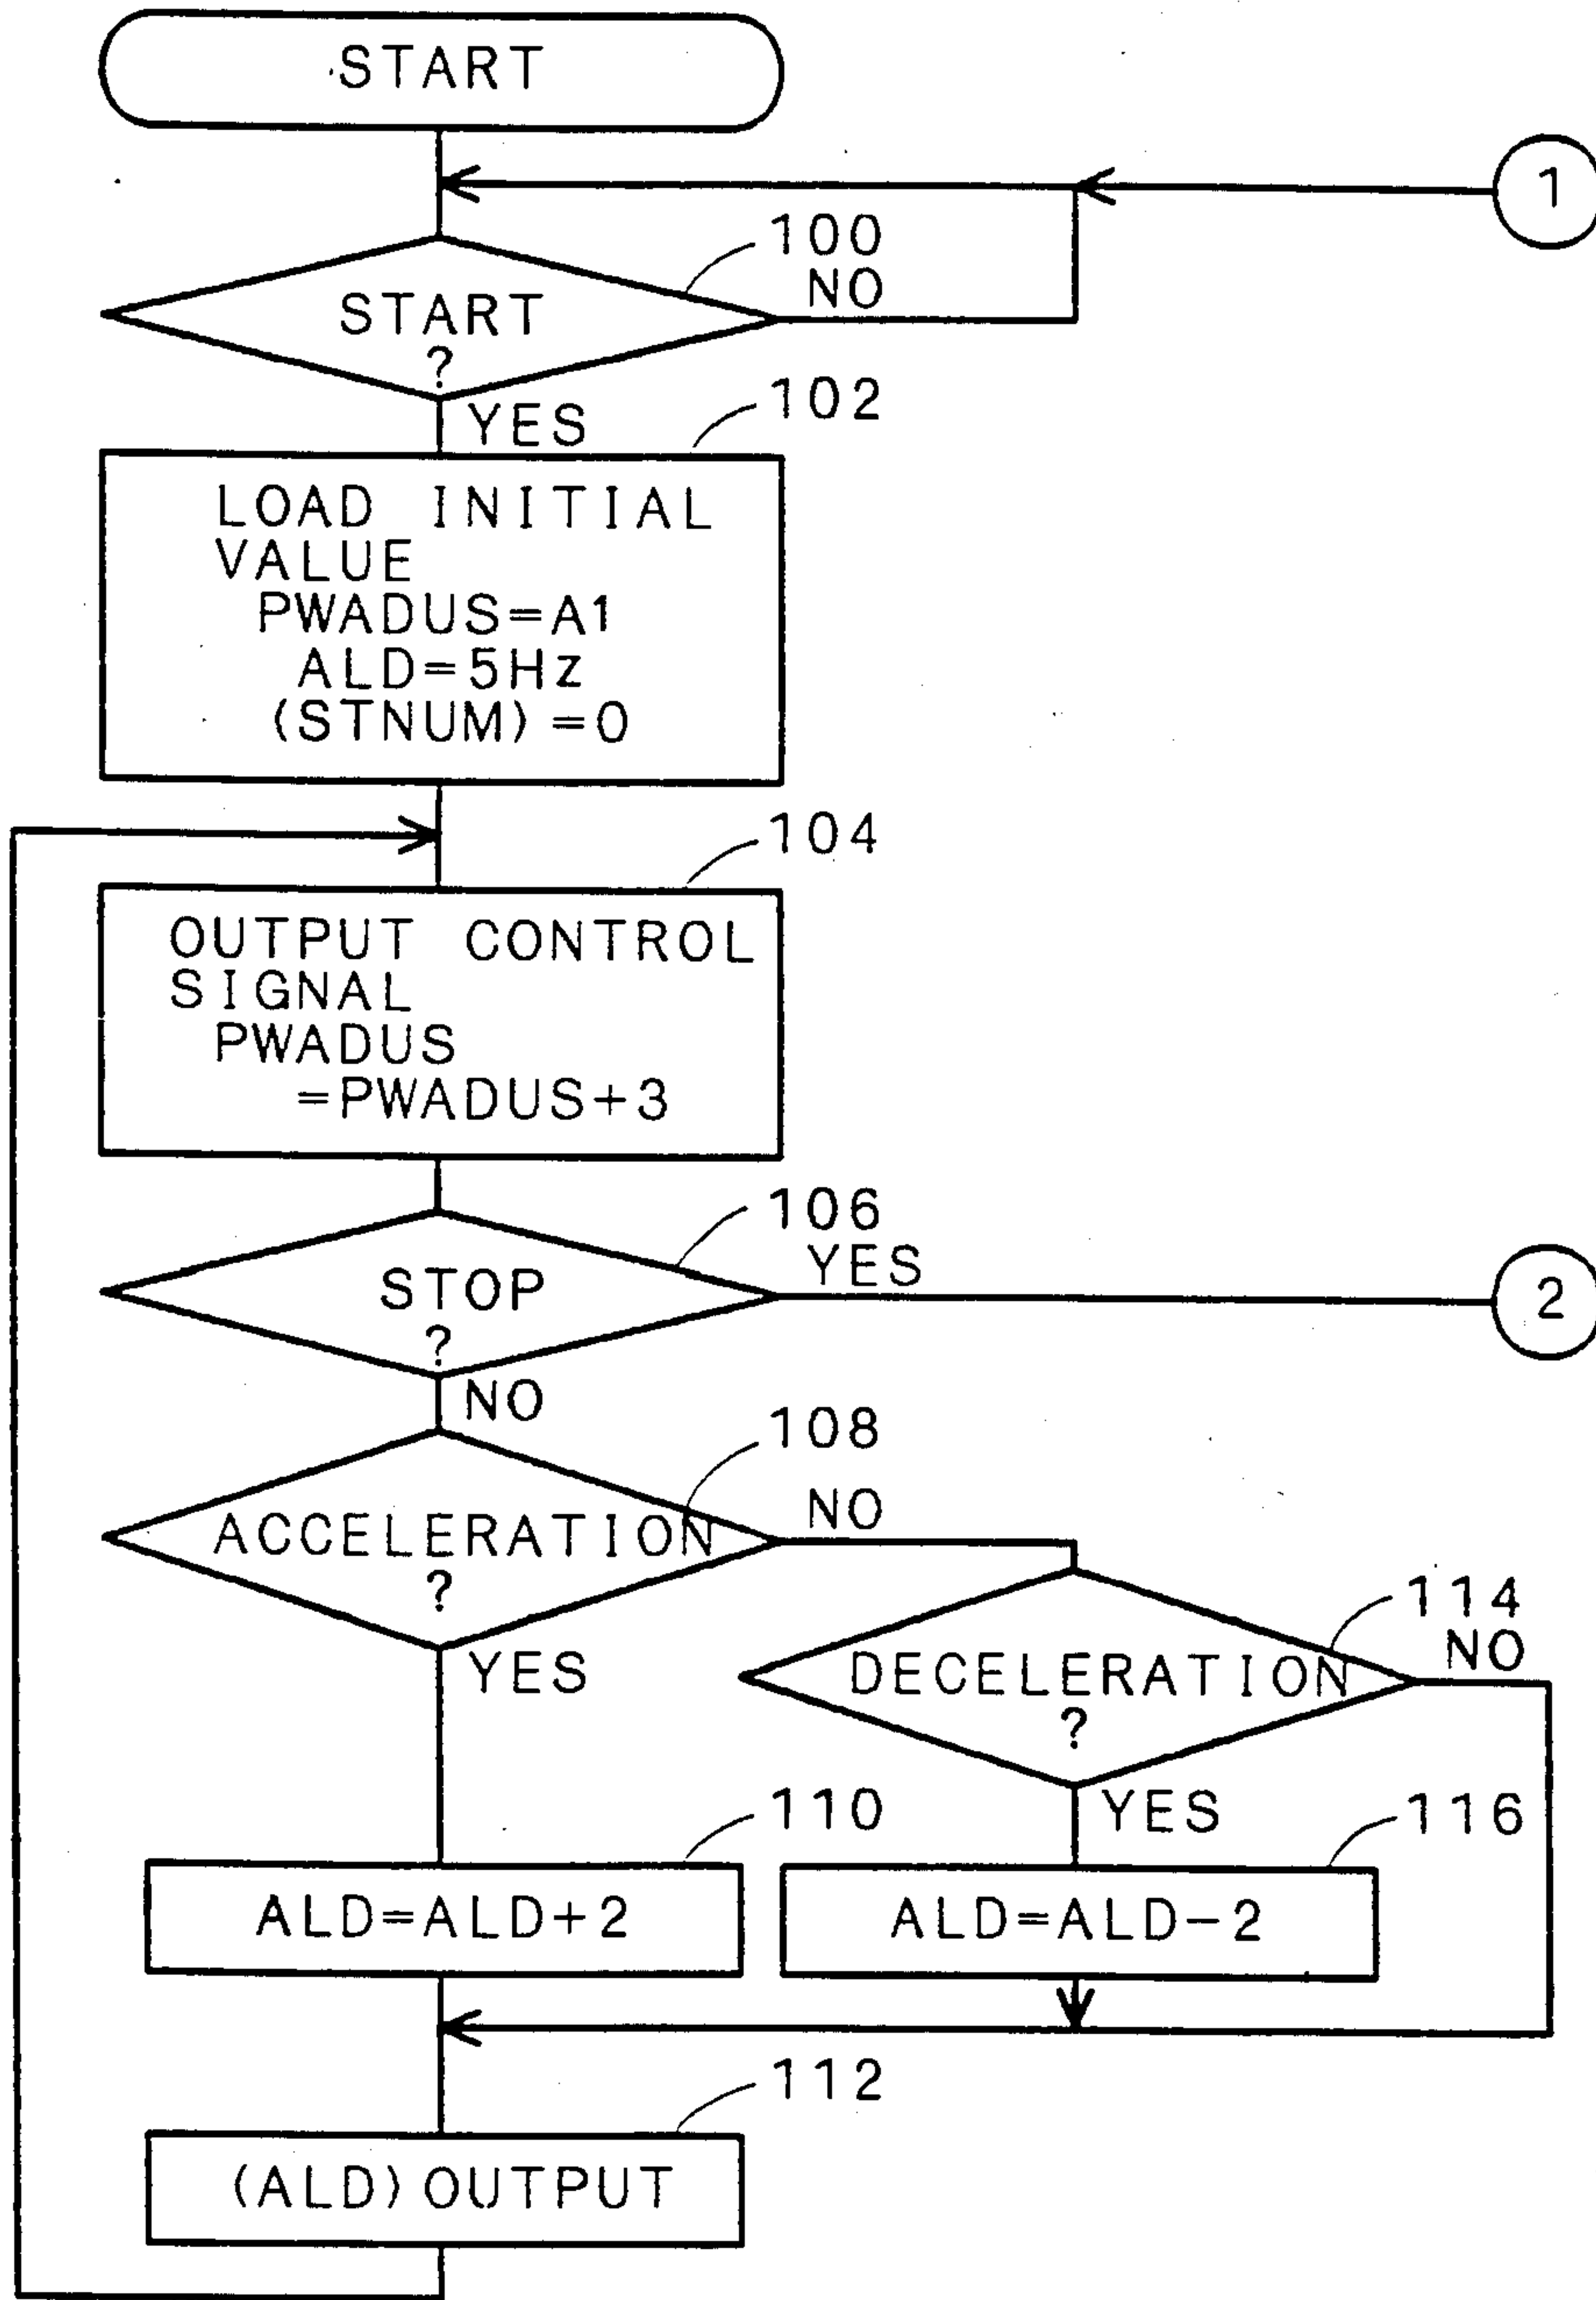 START
1
100
NO
START
?
102
YES
LOAD INITIAL
VALUE
PWADUS=A1
ALD=5Hz
(STNUM)=0
104
OUTPUT CONTROL
SIGNAL
PWADUS
=PWADUS+3
106
YES
STOP
?
2
NO
108
NO
ACCELERATION
?
YES
114
NO
DECELERATION
?
YES
110
116
ALD=ALD+2
ALD=ALD-2
112
(ALD)OUTPUT